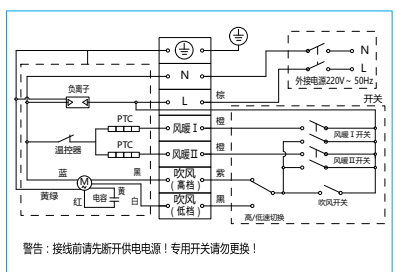 N
L
外接电源220V~ 50Hz
N
负离子
L
棕
开关
PTC
风暖Ⅰ
橙
风暖Ⅰ开关
温控器
PTC
风暖Ⅱ
橙
风暖Ⅱ开关
蓝
黑
吹风
(高档)
紫
M
黄绿
红
电容
黄
白
吹风
(低档)
黑
高/低速切换
吹风开关
警告：接线前请先断开供电电源！专用开关请勿更换！